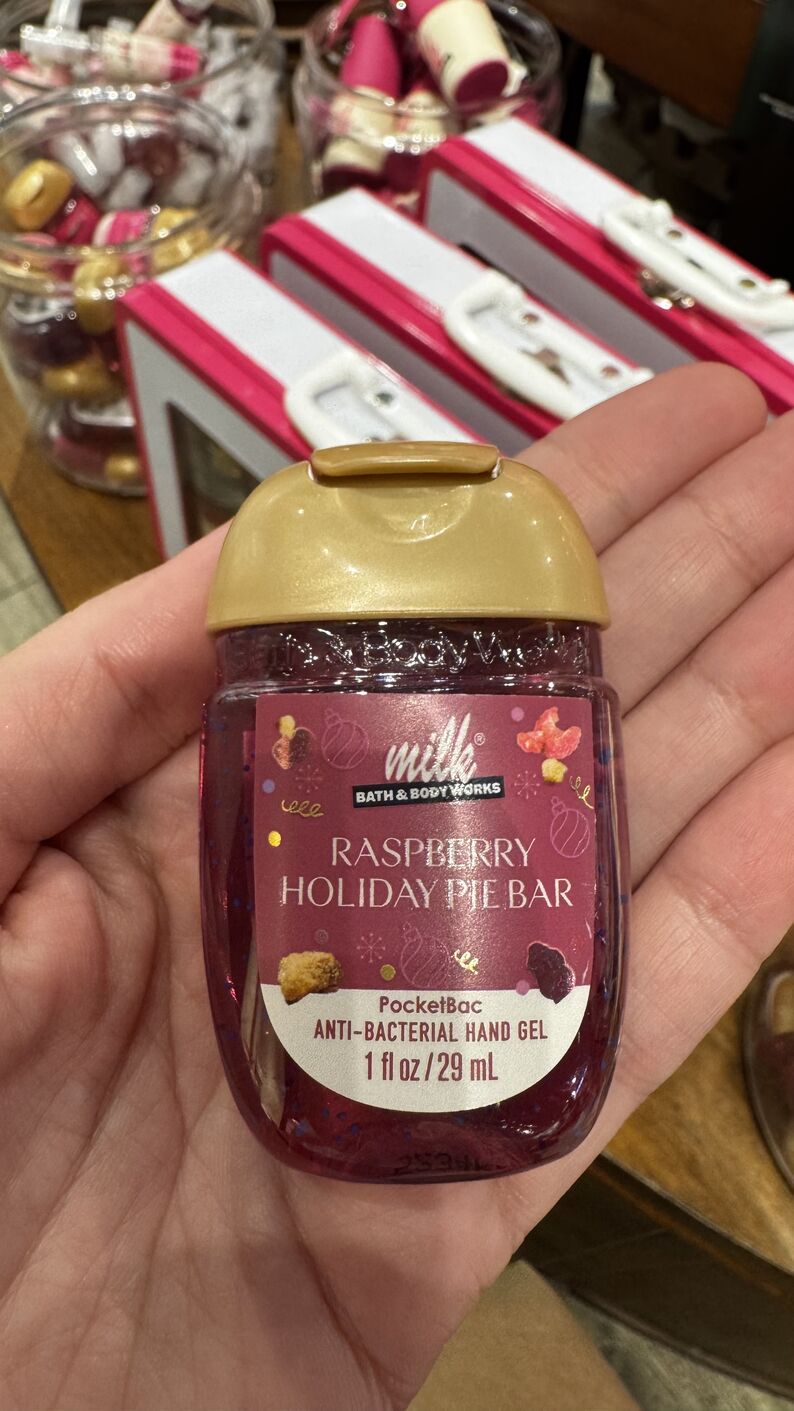 Bath & Body Works
milk®
BATH & BODY WORKS
RASPBERRY
HOLIDAY PIE BAR
PocketBac
ANTI-BACTERIAL HAND GEL
1 fl oz / 29 mL